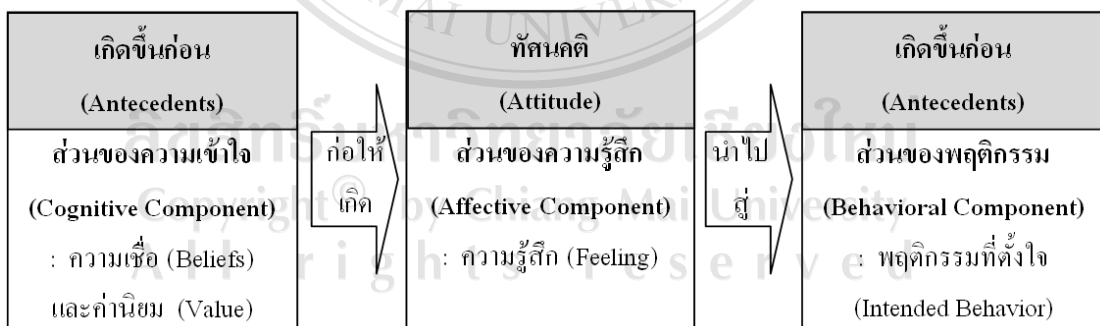 MAI UNIVER
เกิดขึ้นก่อน
(Antecedents)
ส่วนของความเข้าใจ
(Cognitive Component)
: ความเชื่อ (Beliefs)
และค่านิยม (Value)
ก่อให้
เกิด
ทัศนคติ
(Attitude)
ส่วนของความรู้สึก
(Affective Component)
: ความรู้สึก (Feeling)
นำไป
สู่
เกิดขึ้นก่อน
(Antecedents)
ส่วนของพฤติกรรม
(Behavioral Component)
: พฤติกรรมที่ตั้งใจ
(Intended Behavior)
ลิขสิทธิ์มหาวิทยาลัยเชียงใหม่
Copyright© by Chiang Mai University
All rights reserved